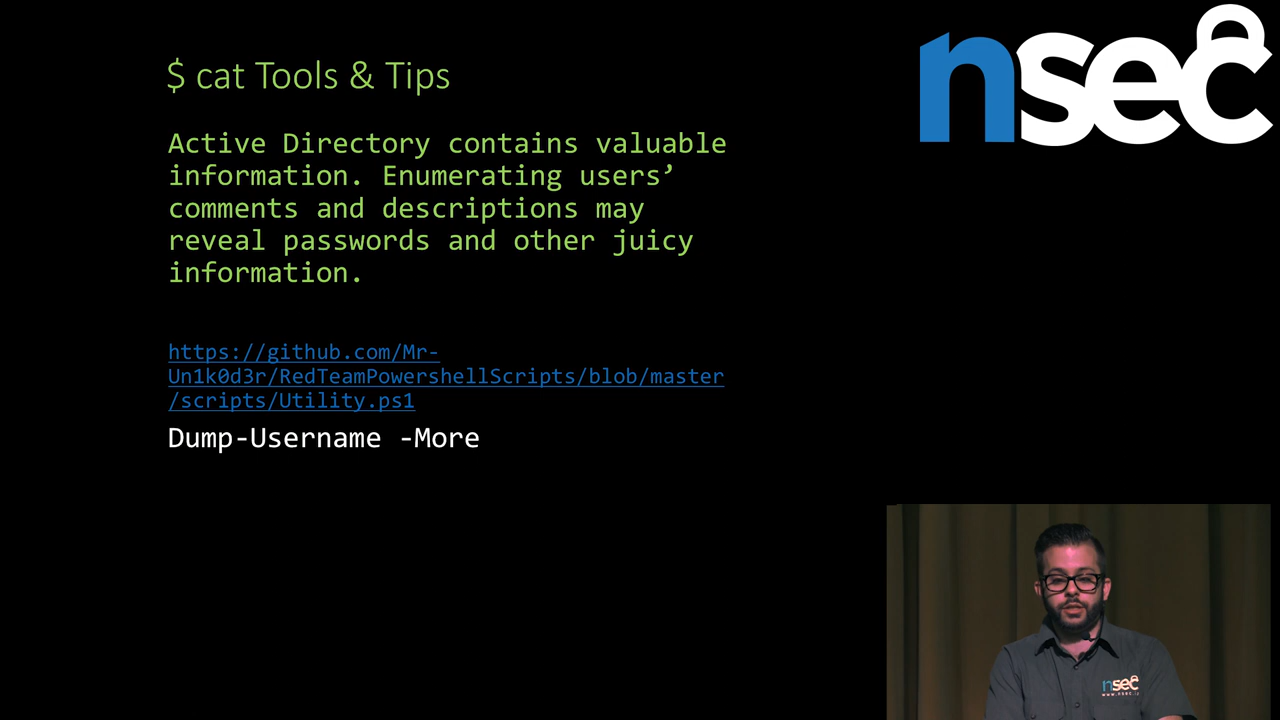 $ cat Tools & Tips
nsec
Active Directory contains valuable
information. Enumerating users’
comments and descriptions may
reveal passwords and other juicy
information.
https://github.com/Mr-
Un1k0d3r/RedTeamPowershellScripts/blob/master
/scripts/Utility.ps1
Dump-Username -More
nsec